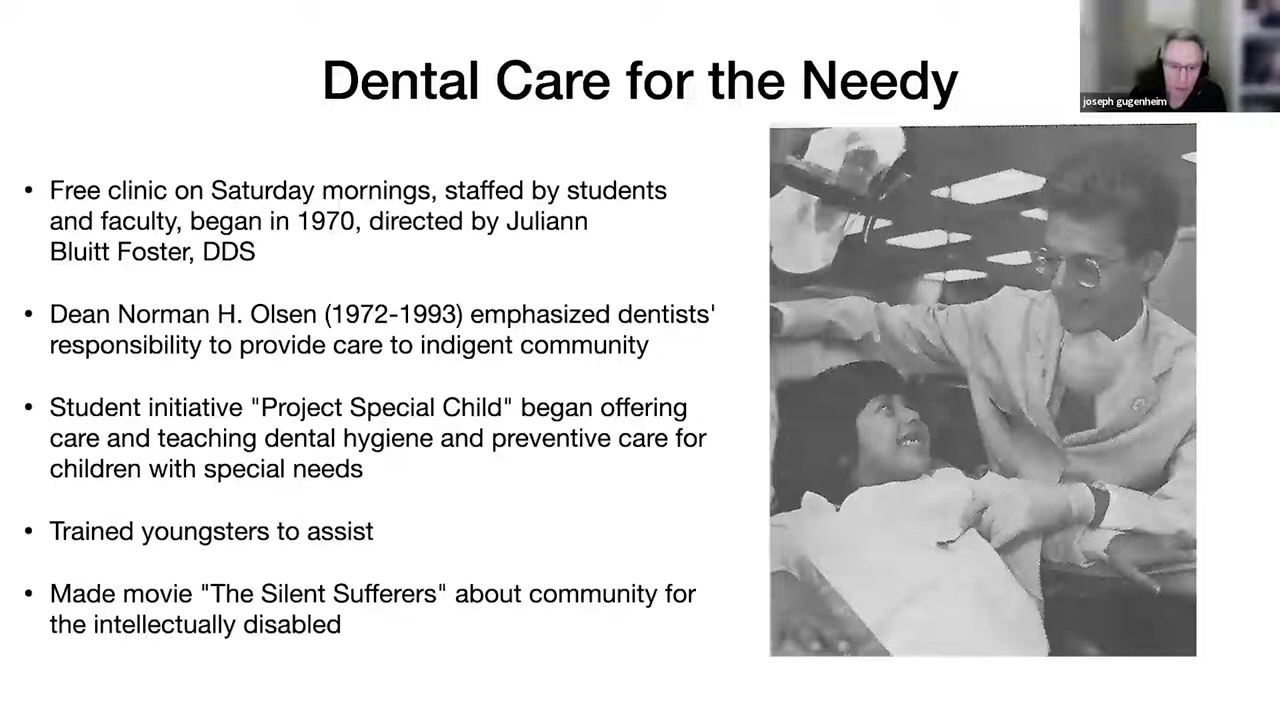 Dental Care for the Needy
joseph gugenheim
• Free clinic on Saturday mornings, staffed by students
and faculty, began in 1970, directed by Juliann
Bluitt Foster, DDS
• Dean Norman H. Olsen (1972-1993) emphasized dentists'
responsibility to provide care to indigent community
• Student initiative "Project Special Child" began offering
care and teaching dental hygiene and preventive care for
children with special needs
• Trained youngsters to assist
• Made movie "The Silent Sufferers" about community for
the intellectually disabled